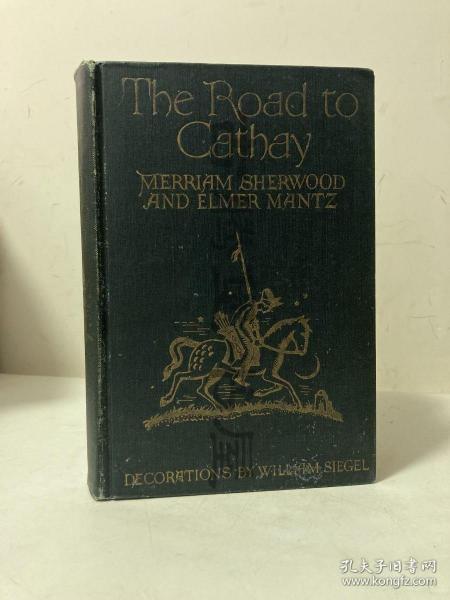 The Road to
Cathay
MERRIAM SHERWOOD
AND ELMER MANTZ
DECORATIONS BY WILLIAM SIEGEL
孔夫子旧书网
www.kongfz.com